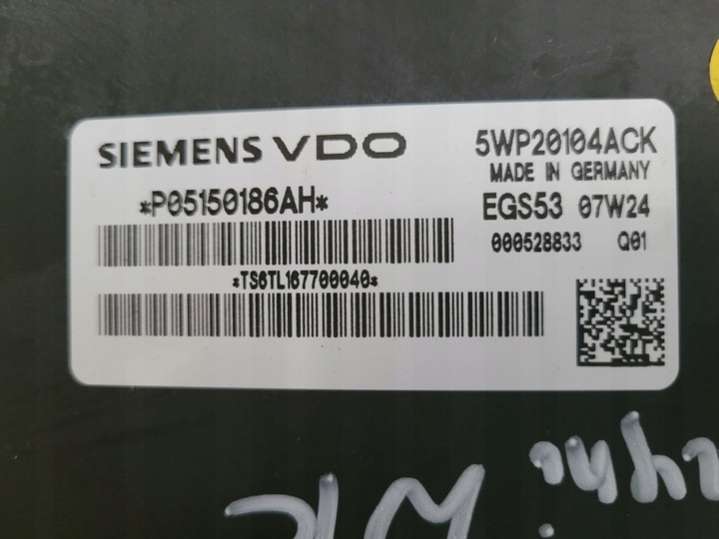 SIEMENS VDO
5WP20104ACK
MADE IN GERMANY
*P05150186AH*
EGS53 07W24
000528833 Q01
*TS6TL167700040*